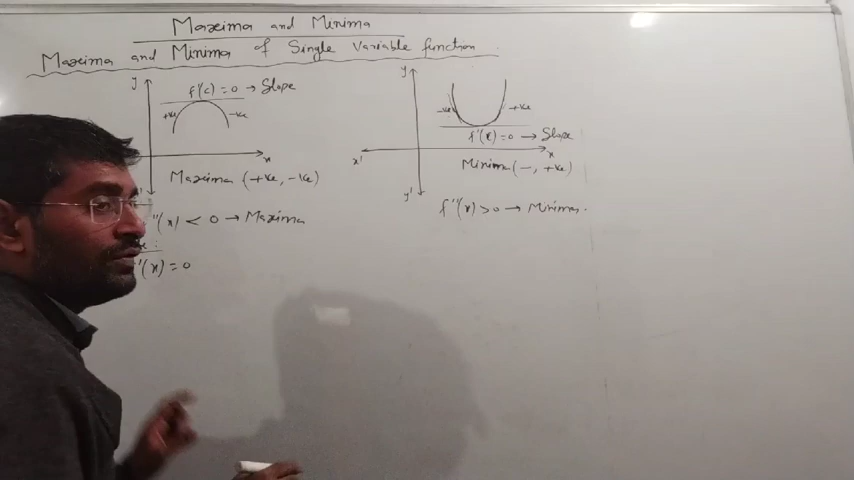 Maxima and Minima
Maxima and Minima of Single Variable function
y
f'(c) = 0 → Slope
+ve
-ve
x
Maxima (+ve, -ve)
"(x) < 0 → Maxima
'(x) = 0
y
-ve
+ve
f'(x) = 0 → Slope
x'
x
Minima (-, +ve)
y'
f''(x) > 0 → Minima.